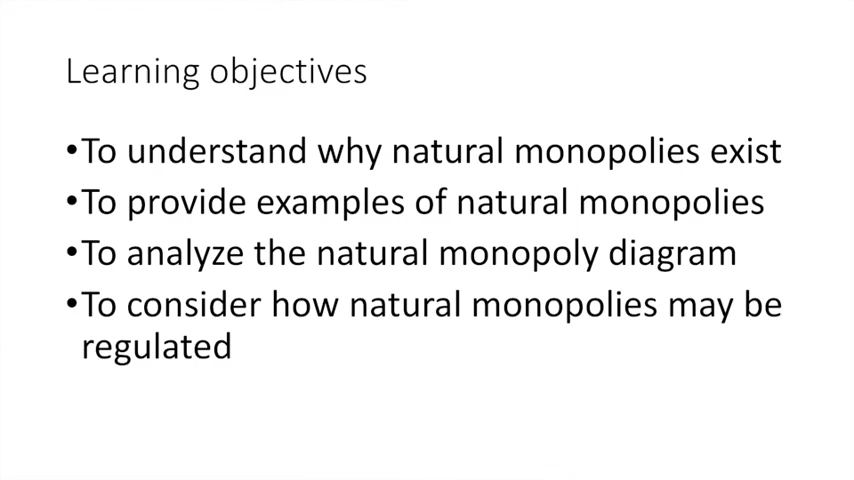 Learning objectives
•To understand why natural monopolies exist
•To provide examples of natural monopolies
•To analyze the natural monopoly diagram
•To consider how natural monopolies may be
regulated